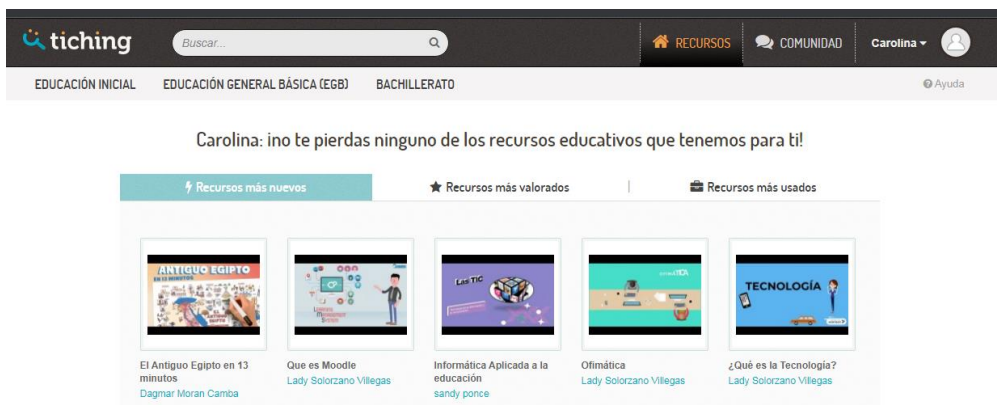 tiching
Buscar...
RECURSOS
COMUNIDAD
Carolina
EDUCACIÓN INICIAL
EDUCACIÓN GENERAL BÁSICA (EGB)
BACHILLERATO
Ayuda
Carolina: ¡no te pierdas ninguno de los recursos educativos que tenemos para ti!
Recursos más nuevos
Recursos más valorados
Recursos más usados
ANTIGUO EGIPTO
EN 13 MINUTOS
Las TIC
TECNOLOGÍA
El Antiguo Egipto en 13
minutos
Dagmar Moran Camba
Que es Moodle
Lady Solorzano Villegas
Informática Aplicada a la
educación
sandy ponce
Ofimática
Lady Solorzano Villegas
¿Qué es la Tecnología?
Lady Solorzano Villegas